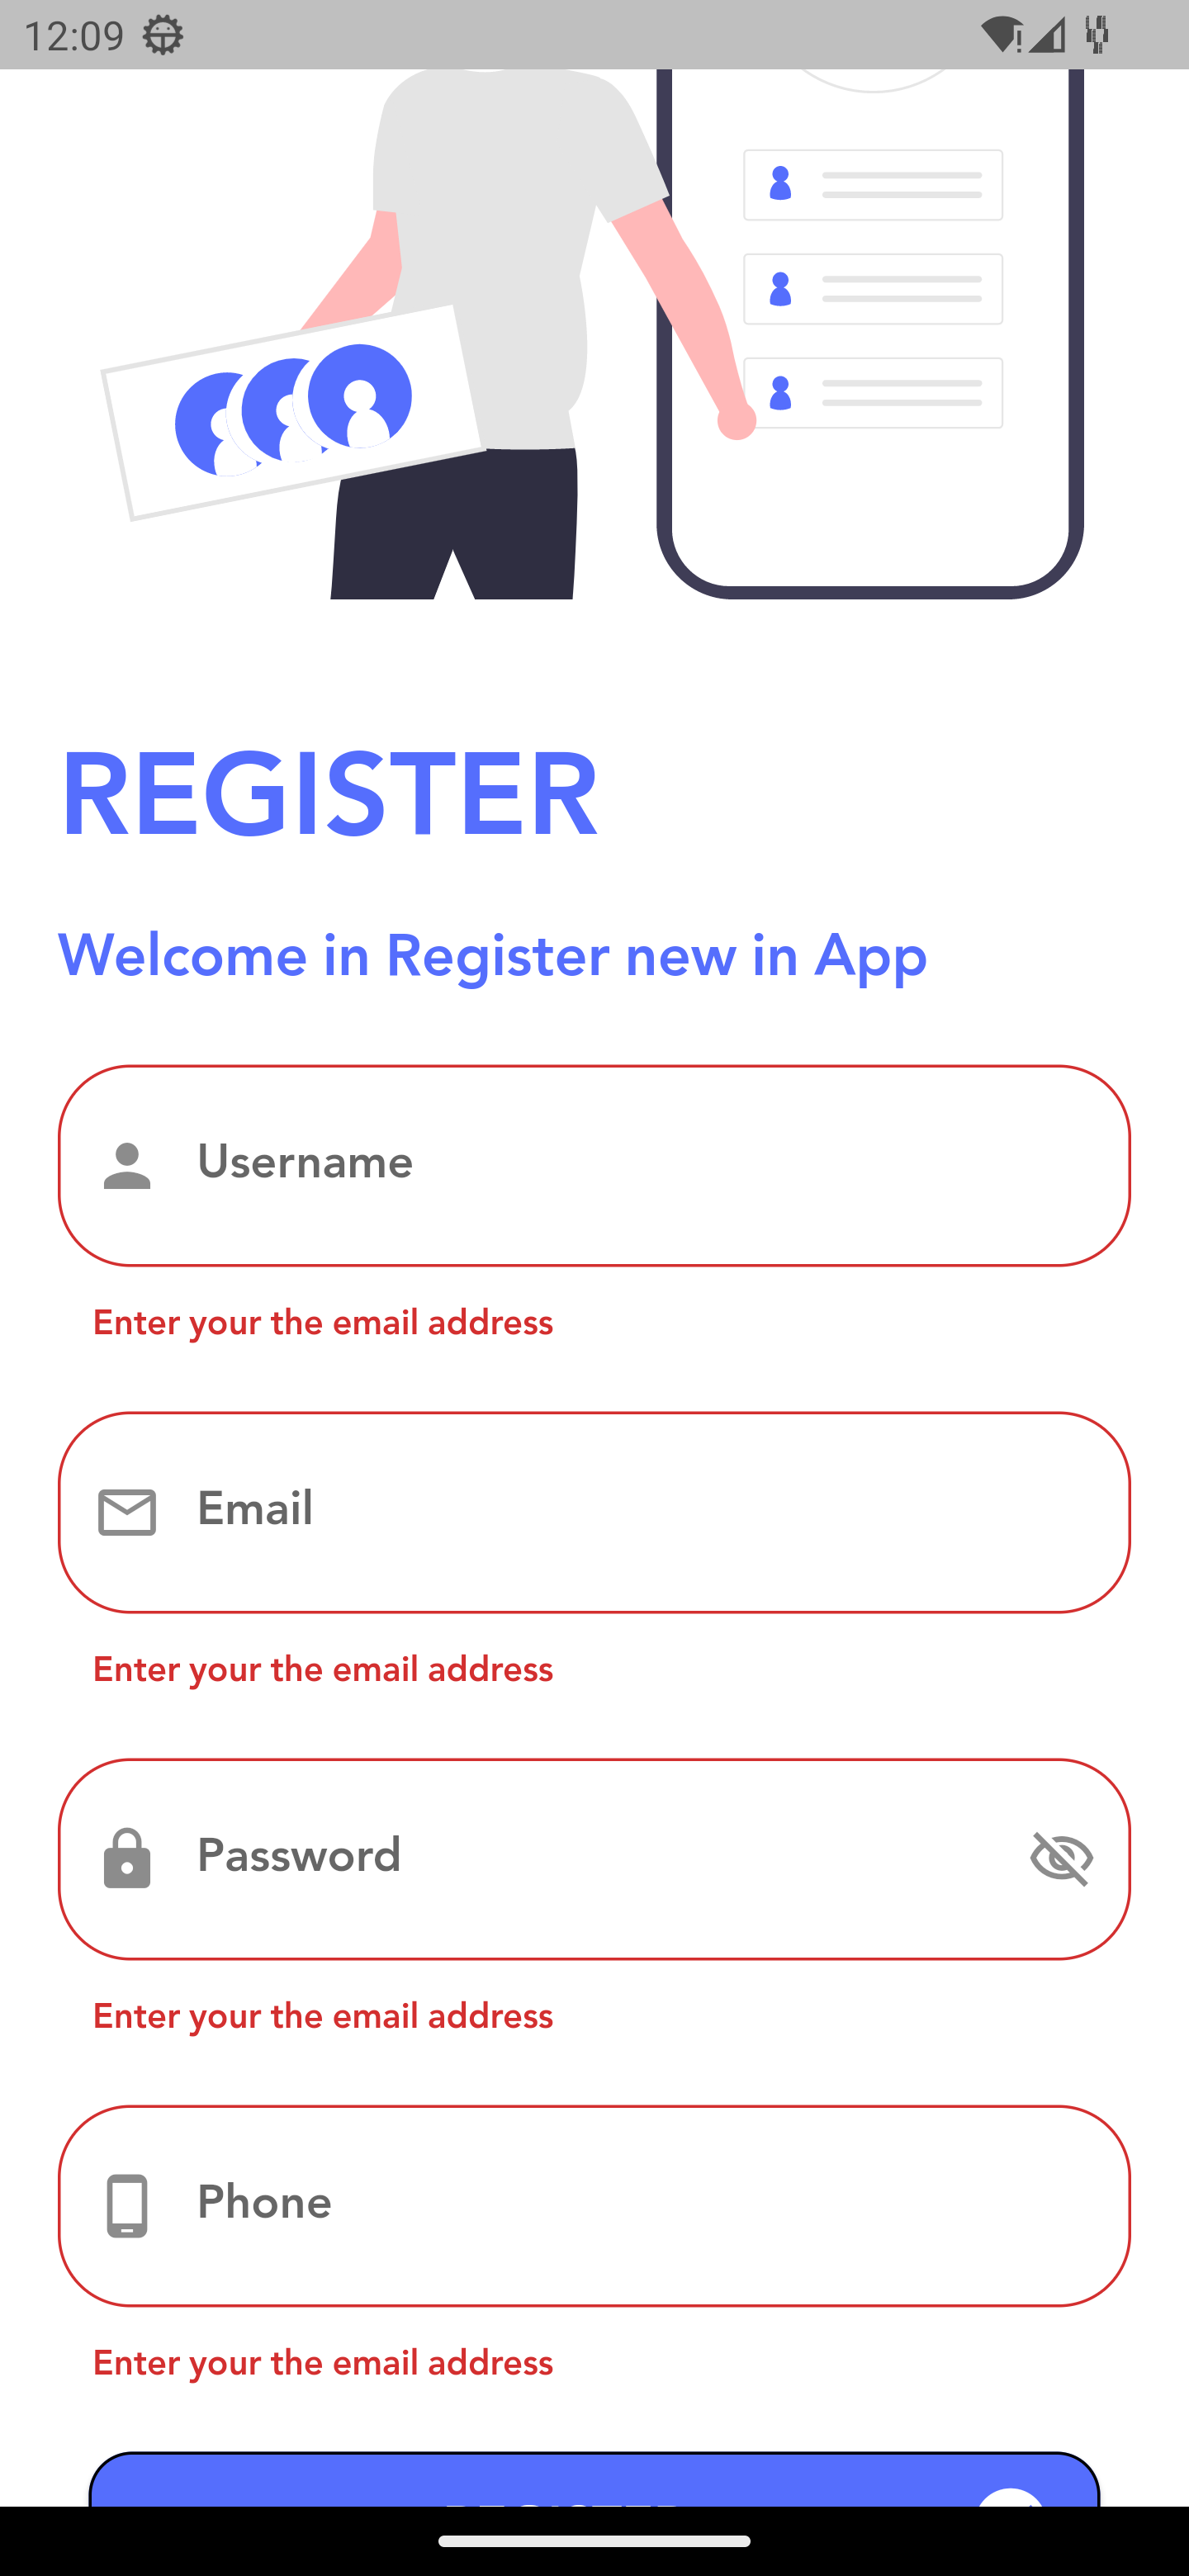 12:09
REGISTER
Welcome in Register new in App
Username
Enter your the email address
Email
Enter your the email address
Password
Enter your the email address
Phone
Enter your the email address